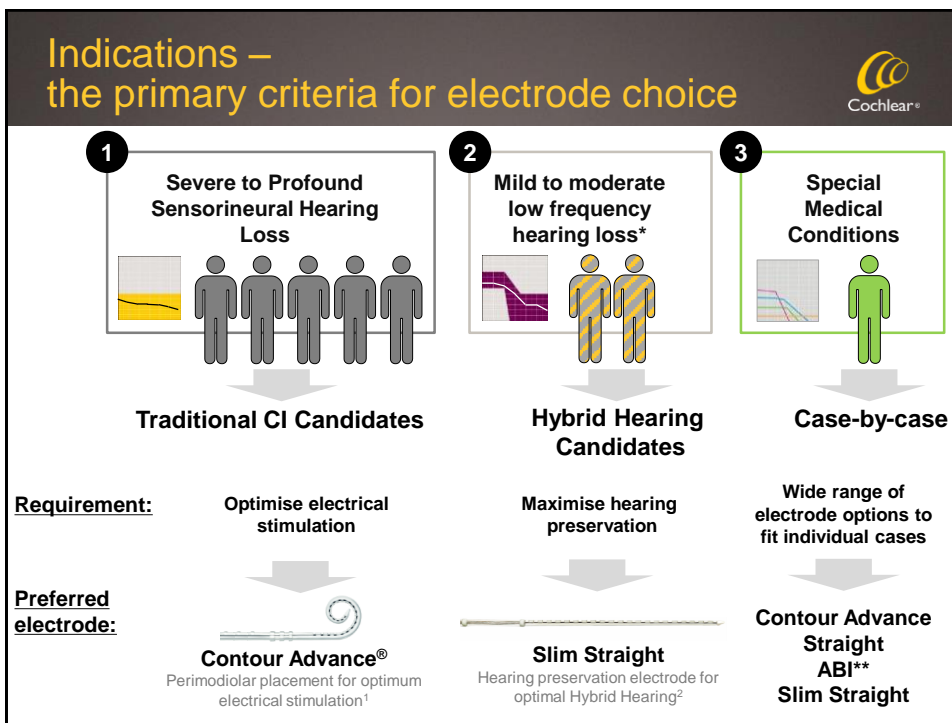 Indications –
the primary criteria for electrode choice
Cochlear®
1
Severe to Profound
Sensorineural Hearing
Loss
2
Mild to moderate
low frequency
hearing loss*
3
Special
Medical
Conditions
Traditional CI Candidates
Hybrid Hearing
Candidates
Case-by-case
Requirement:
Optimise electrical
stimulation
Maximise hearing
preservation
Wide range of
electrode options to
fit individual cases
Preferred
electrode:
Contour Advance®
Perimodiolar placement for optimum
electrical stimulation¹
Slim Straight
Hearing preservation electrode for
optimal Hybrid Hearing²
Contour Advance
Straight
ABI**
Slim Straight